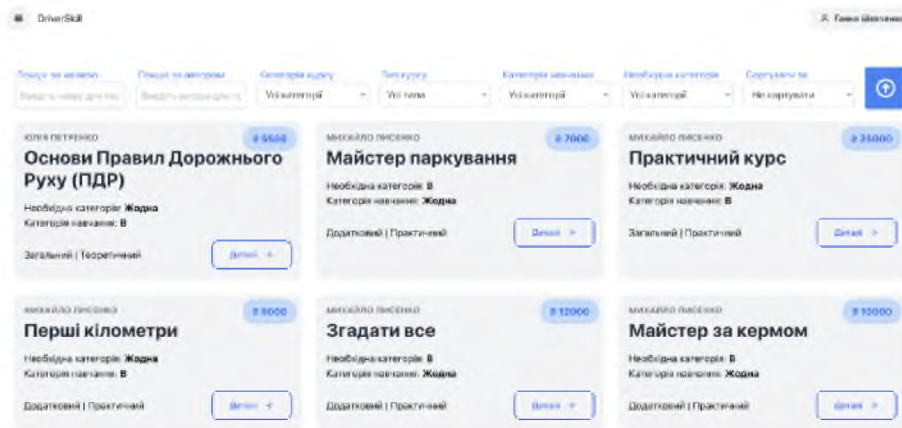 DriverSkill
Ганна Шевченко
Пошук за назвою
Пошук за автором
Категорія курсу
Тип курсу
Категорія навчання
Необхідна категорія
Сортувати за
Усі категорії
Усі типи
Усі категорії
Усі категорії
Не сортувати
ЮЛІЯ ПЕТРЕНКО
₴ 5500
Основи Правил Дорожнього
Руху (ПДР)
Необхідна категорія: Жодна
Категорія навчання: B
Загальний | Теоретичний
Деталі →
МИХАЙЛО ЛИСЕНКО
₴ 7000
Майстер паркування
Необхідна категорія: B
Категорія навчання: Жодна
Додатковий | Практичний
Деталі →
МИХАЙЛО ЛИСЕНКО
₴ 25000
Практичний курс
Необхідна категорія: Жодна
Категорія навчання: B
Загальний | Практичний
Деталі →
МИХАЙЛО ЛИСЕНКО
Перші кілометри
Необхідна категорія: Жодна
Категорія навчання: B
Додатковий | Практичний
Деталі →
МИХАЙЛО ЛИСЕНКО
₴ 12000
Згадати все
Необхідна категорія: B
Категорія навчання: Жодна
Додатковий | Практичний
Деталі →
МИХАЙЛО ЛИСЕНКО
₴ 10000
Майстер за кермом
Необхідна категорія: B
Категорія навчання: Жодна
Додатковий | Практичний
Деталі →